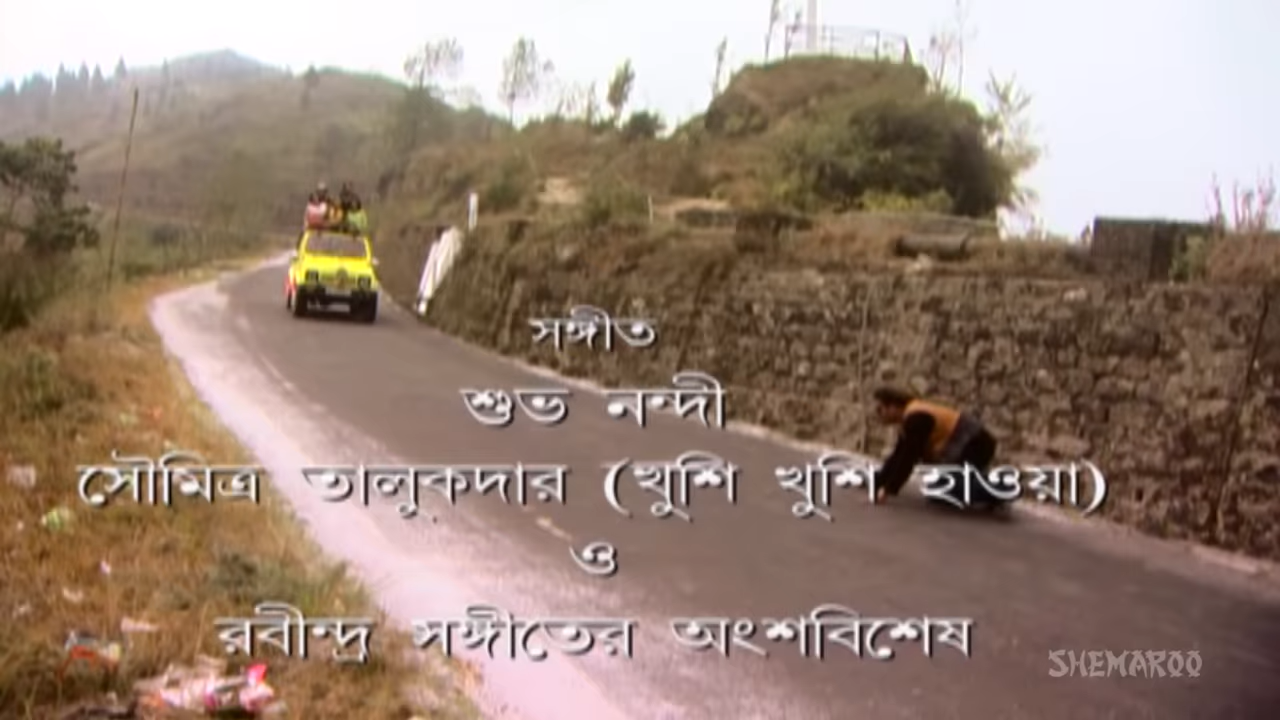 সঙ্গীত
শুভ নন্দী
সৌমিত্র তালুকদার (খুশি খুশি হাওয়া)
ও
রবীন্দ্র সঙ্গীতের অংশবিশেষ
SHEMAROO